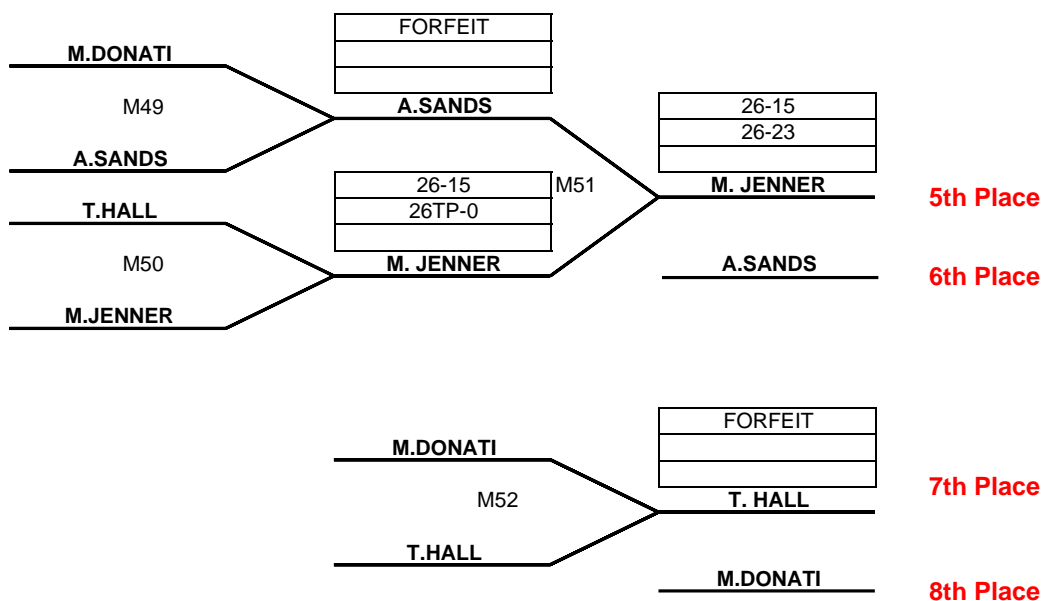 FORFEIT
M.DONATI
M49
A.SANDS
A.SANDS
26-15
26-23
T.HALL
26-15
M51
M. JENNER
5th Place
26TP-0
M50
M. JENNER
A.SANDS
6th Place
M.JENNER
FORFEIT
M.DONATI
M52
T. HALL
7th Place
T.HALL
M.DONATI
8th Place